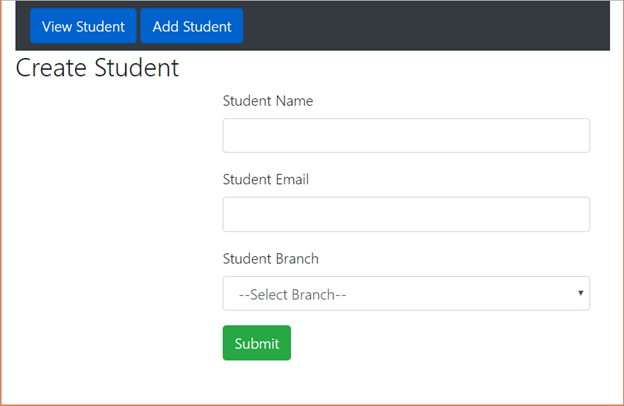 View Student Add Student
Create Student
Student Name
Student Email
Student Branch
--Select Branch--
Submit